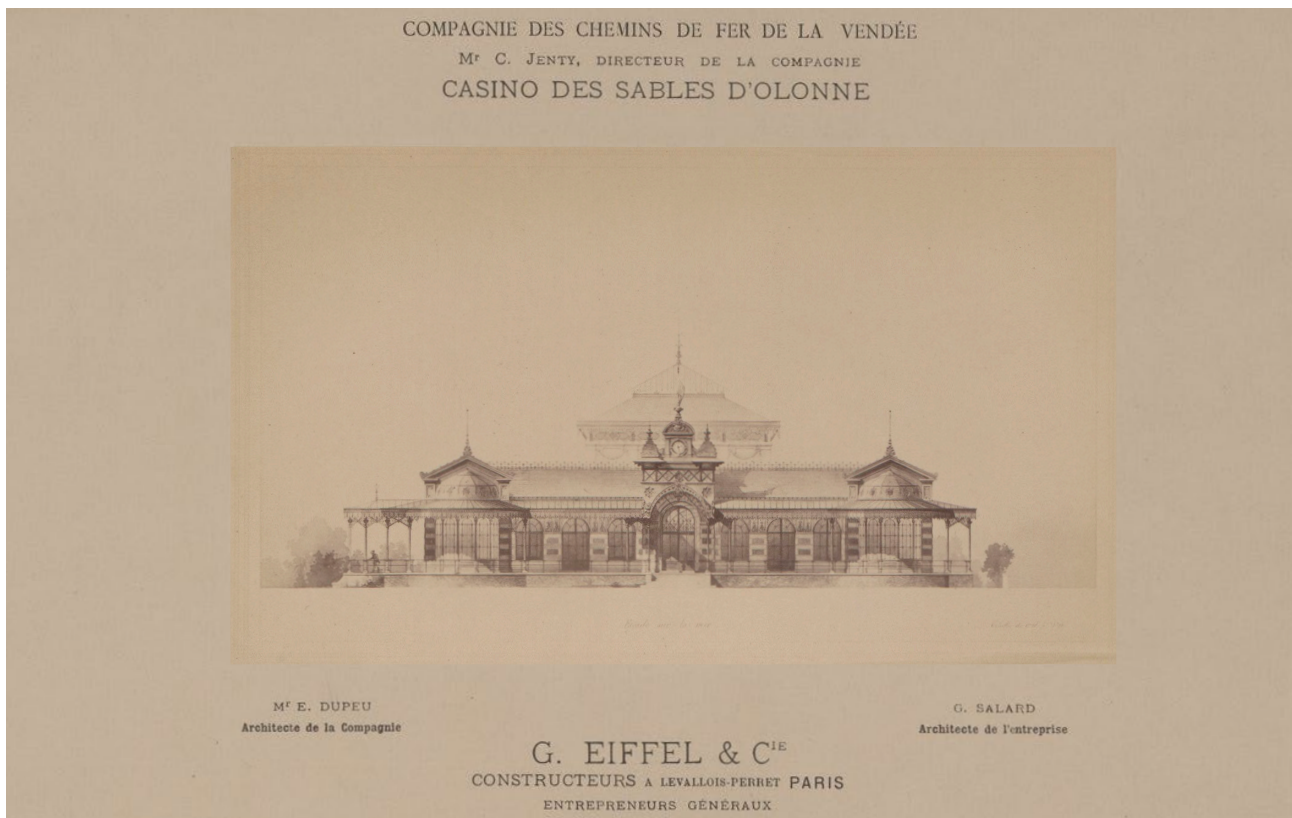 COMPAGNIE DES CHEMINS DE FER DE LA VENDÉE
Mr C. JENTY, DIRECTEUR DE LA COMPAGNIE
CASINO DES SABLES D'OLONNE
Mr E. DUPEU
Architecte de la Compagnie
G. SALARD
Architecte de l'entreprise
G. EIFFEL & CIE
CONSTRUCTEURS A LEVALLOIS-PERRET PARIS
ENTREPRENEURS GÉNÉRAUX